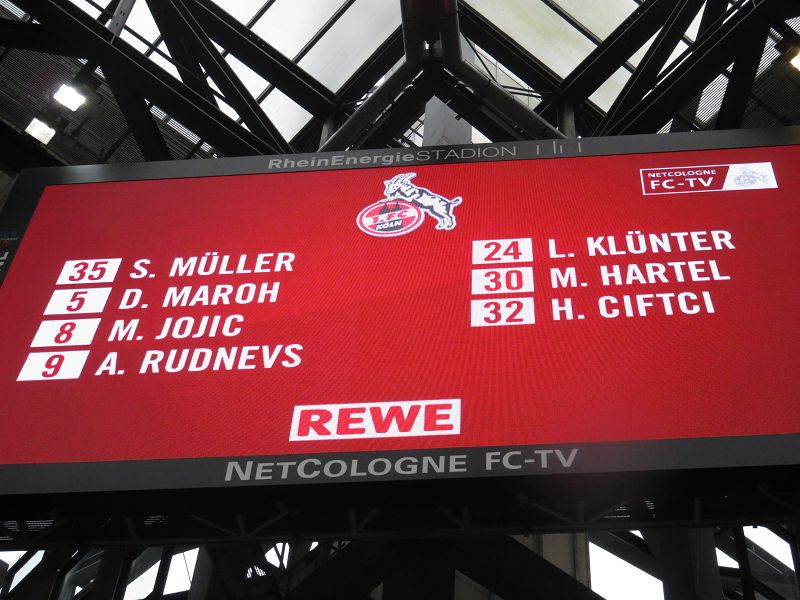 RheinEnergieSTADION
NETCOLOGNE
FC-TV
1.FC
KÖLN
35 S. MÜLLER
5 D. MAROH
8 M. JOJIC
9 A. RUDNEVS
24 L. KLÜNTER
30 M. HARTEL
32 H. CIFTCI
REWE
NETCOLOGNE FC-TV